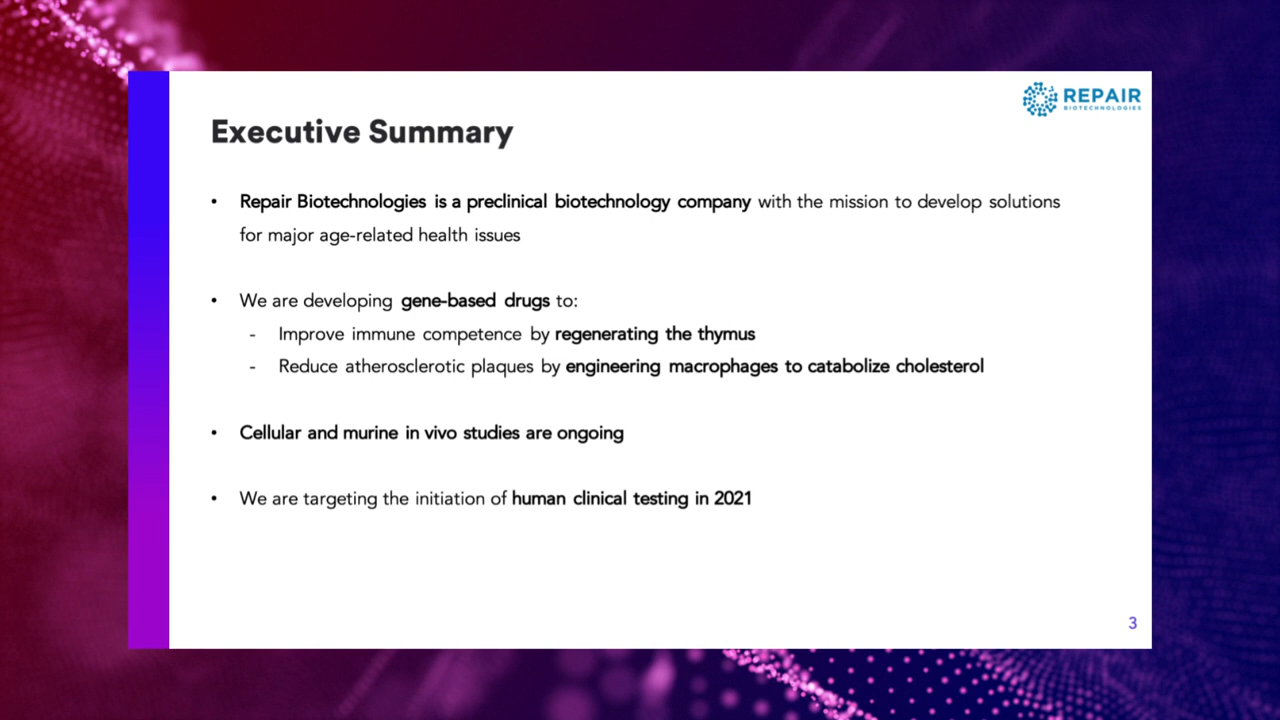 REPAIR
BIOTECHNOLOGIES
Executive Summary
• Repair Biotechnologies is a preclinical biotechnology company with the mission to develop solutions
for major age-related health issues
• We are developing gene-based drugs to:
- Improve immune competence by regenerating the thymus
- Reduce atherosclerotic plaques by engineering macrophages to catabolize cholesterol
• Cellular and murine in vivo studies are ongoing
• We are targeting the initiation of human clinical testing in 2021
3